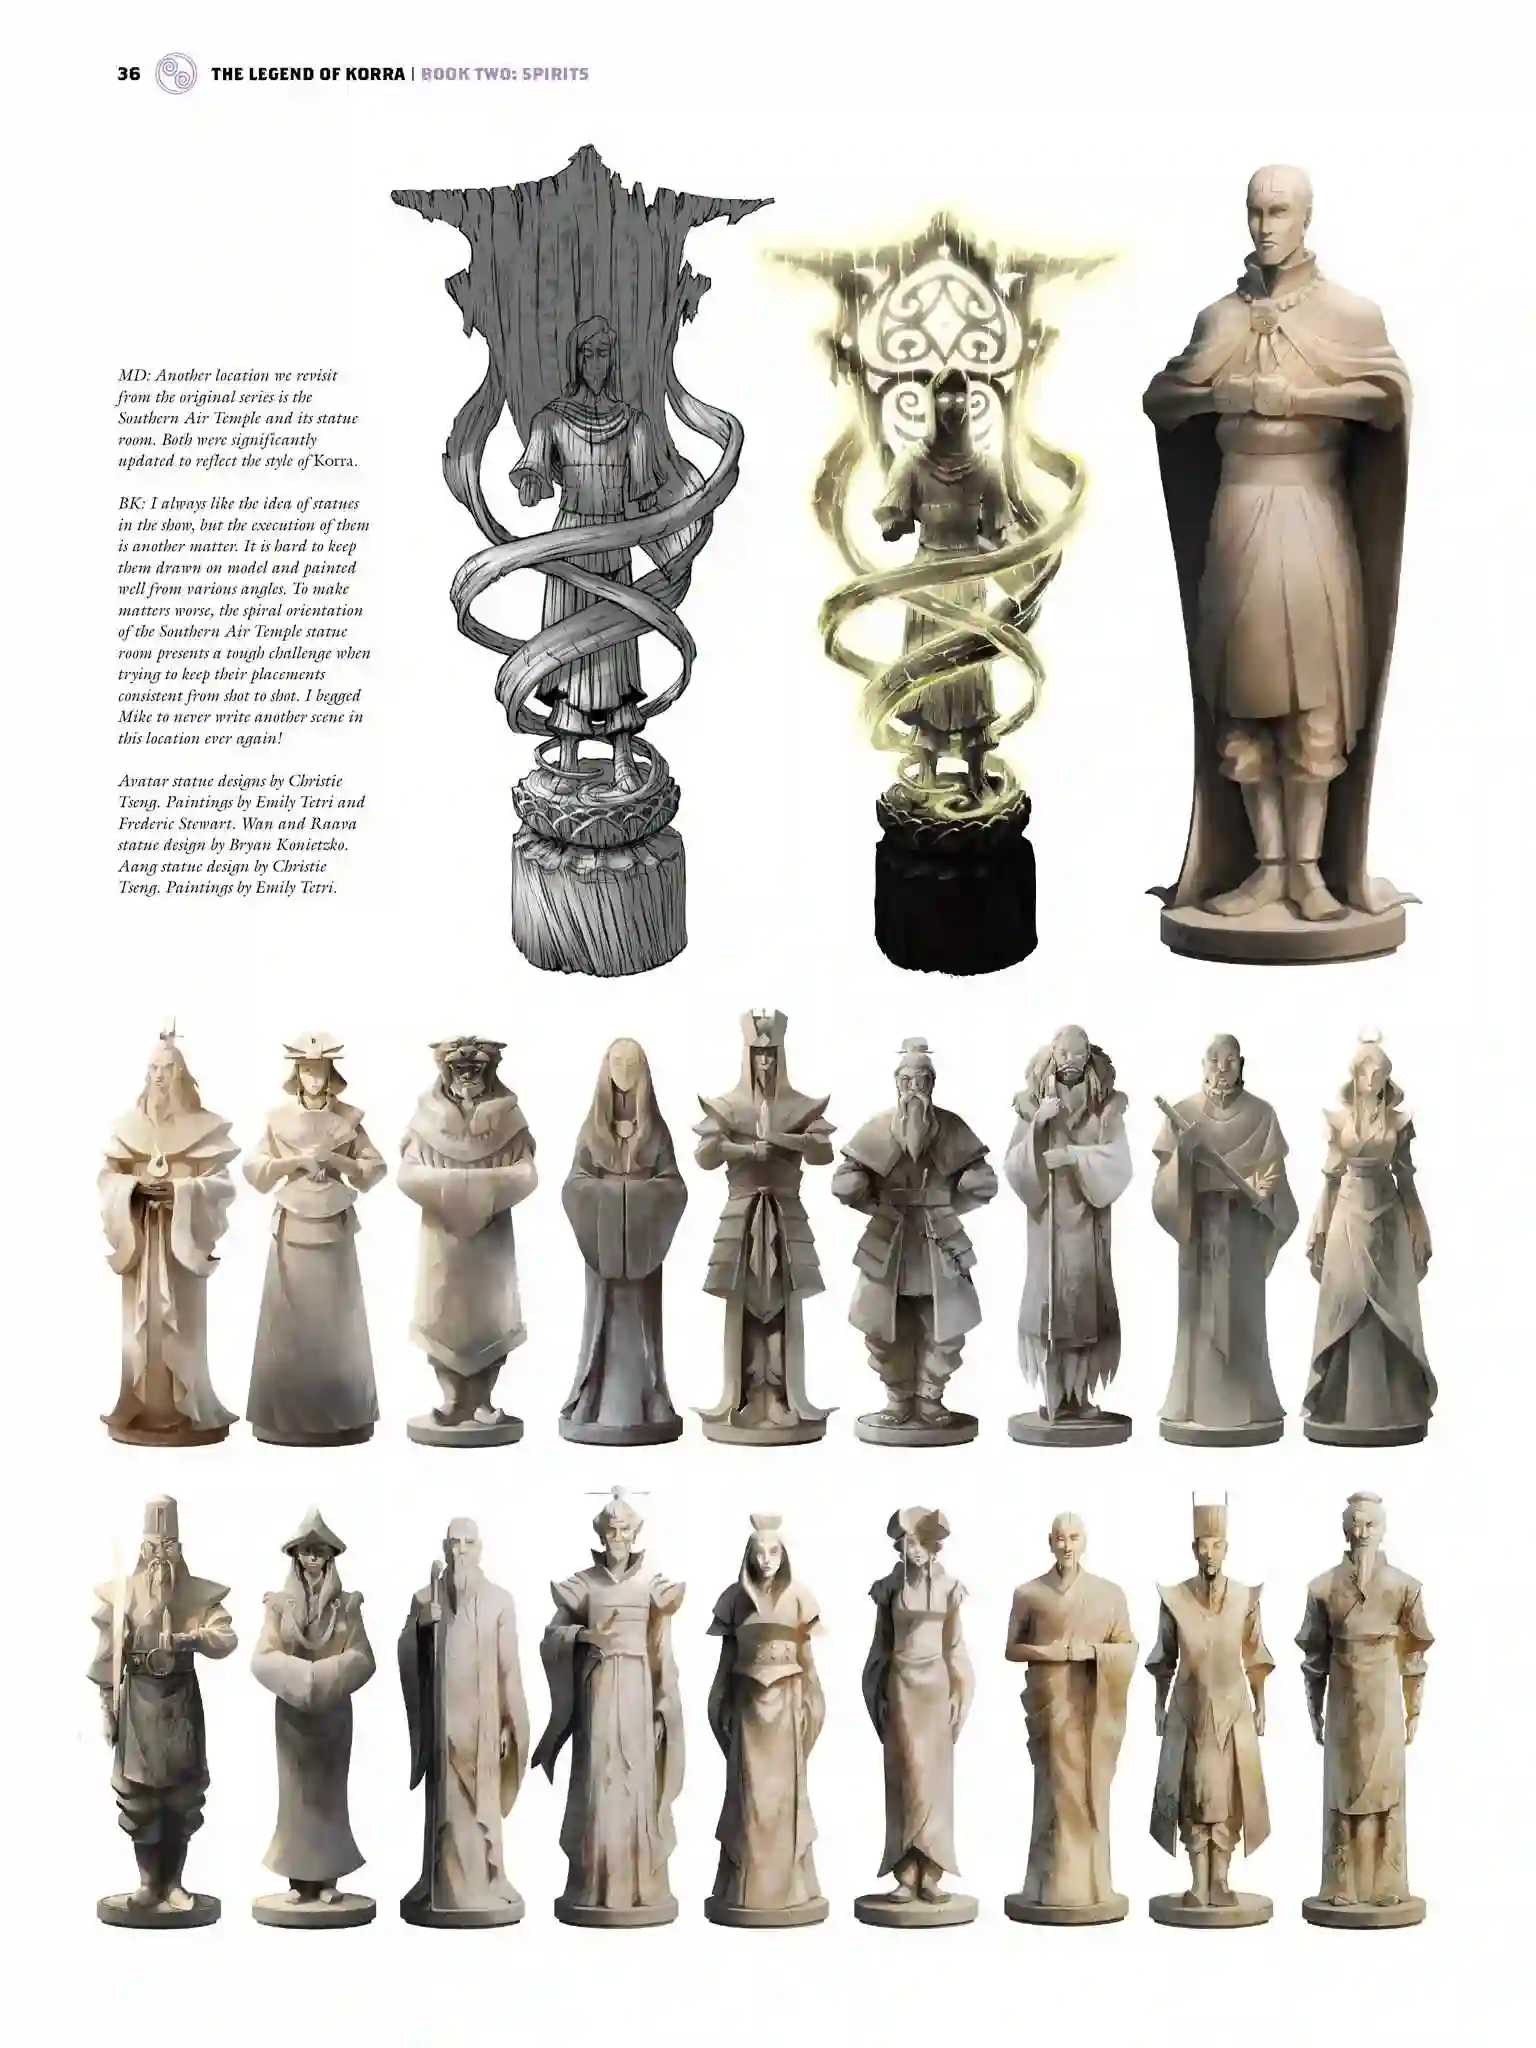 36 THE LEGEND OF KORRA | BOOK TWO: SPIRITS
MD: Another location we revisit
from the original series is the
Southern Air Temple and its statue
room. Both were significantly
updated to reflect the style of Korra.
BK: I always like the idea of statues
in the show, but the execution of them
is another matter. It is hard to keep
them drawn on model and painted
well from various angles. To make
matters worse, the spiral orientation
of the Southern Air Temple statue
room presents a tough challenge when
trying to keep their placements
consistent from shot to shot. I begged
Mike to never write another scene in
this location ever again!
Avatar statue designs by Christie
Tseng. Paintings by Emily Tetri and
Frederic Stewart. Wan and Raava
statue design by Bryan Konietzko.
Aang statue design by Christie
Tseng. Paintings by Emily Tetri.